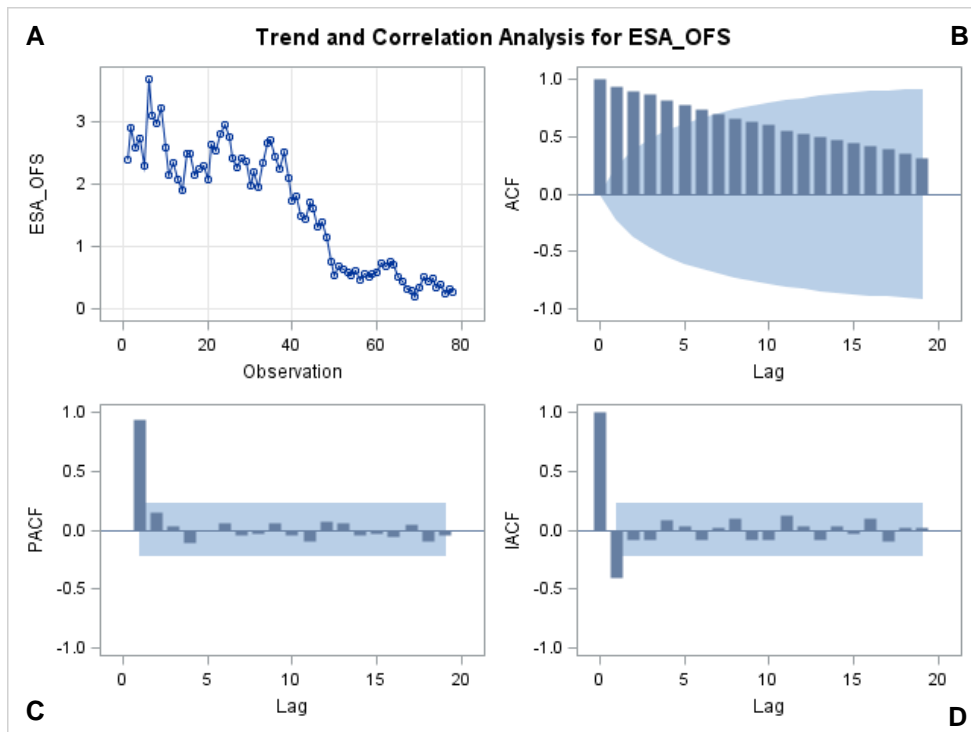 A
Trend and Correlation Analysis for ESA_OFS
B
3
2
1
0
ESA_OFS
0 20 40 60 80
Observation
1.0
0.5
0.0
-0.5
-1.0
ACF
0 5 10 15 20
Lag
1.0
0.5
0.0
-0.5
-1.0
PACF
0 5 10 15 20
Lag
1.0
0.5
0.0
-0.5
-1.0
IACF
0 5 10 15 20
Lag
C
D